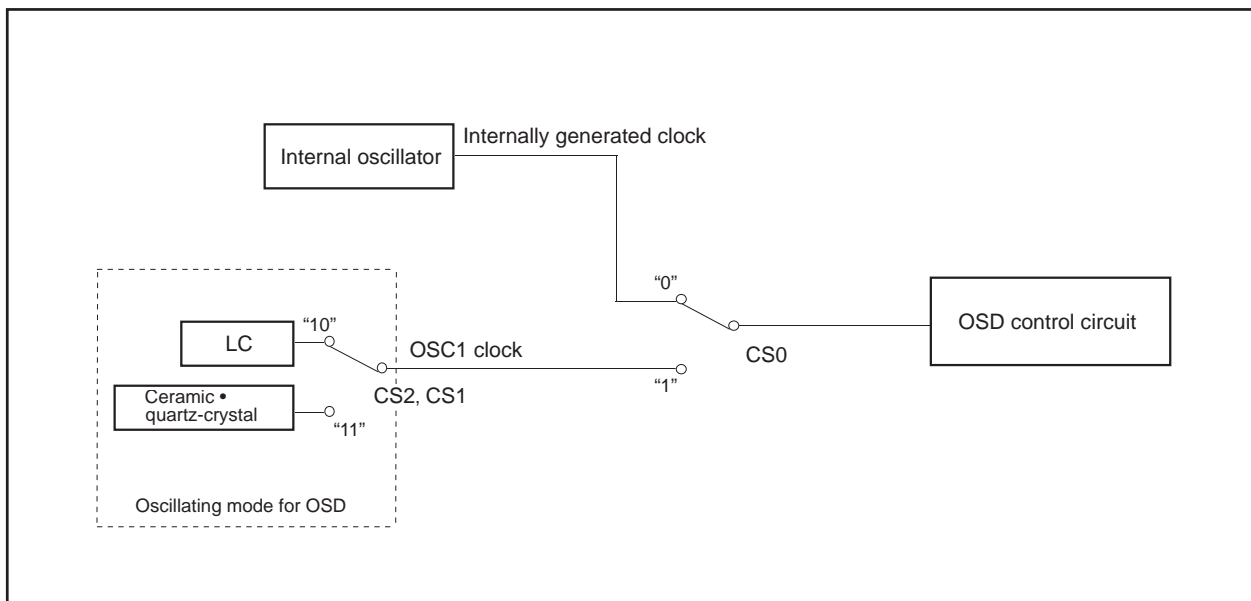 Internally generated clock
Internal oscillator
“0”
“10”
LC
OSC1 clock
OSD control circuit
CS0
“1”
CS2, CS1
Ceramic •
quartz-crystal
“11”
Oscillating mode for OSD